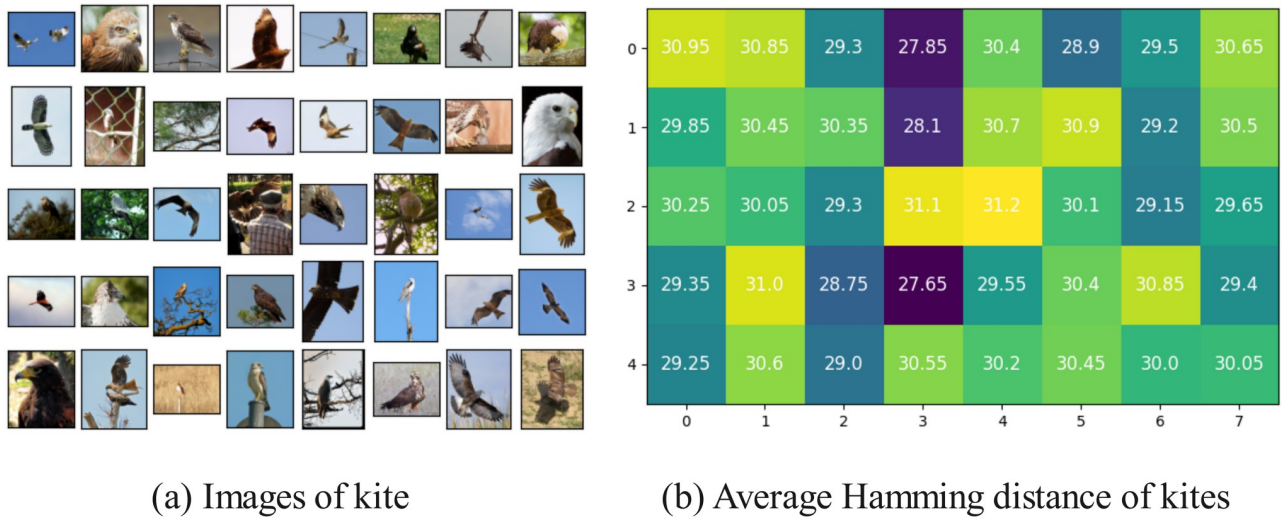 0 30.95 30.85 29.3 27.85 30.4 28.9 29.5 30.65
1 29.85 30.45 30.35 28.1 30.7 30.9 29.2 30.5
2 30.25 30.05 29.3 31.1 31.2 30.1 29.15 29.65
3 29.35 31.0 28.75 27.65 29.55 30.4 30.85 29.4
4 29.25 30.6 29.0 30.55 30.2 30.45 30.0 30.05
0 1 2 3 4 5 6 7
(a) Images of kite
(b) Average Hamming distance of kites